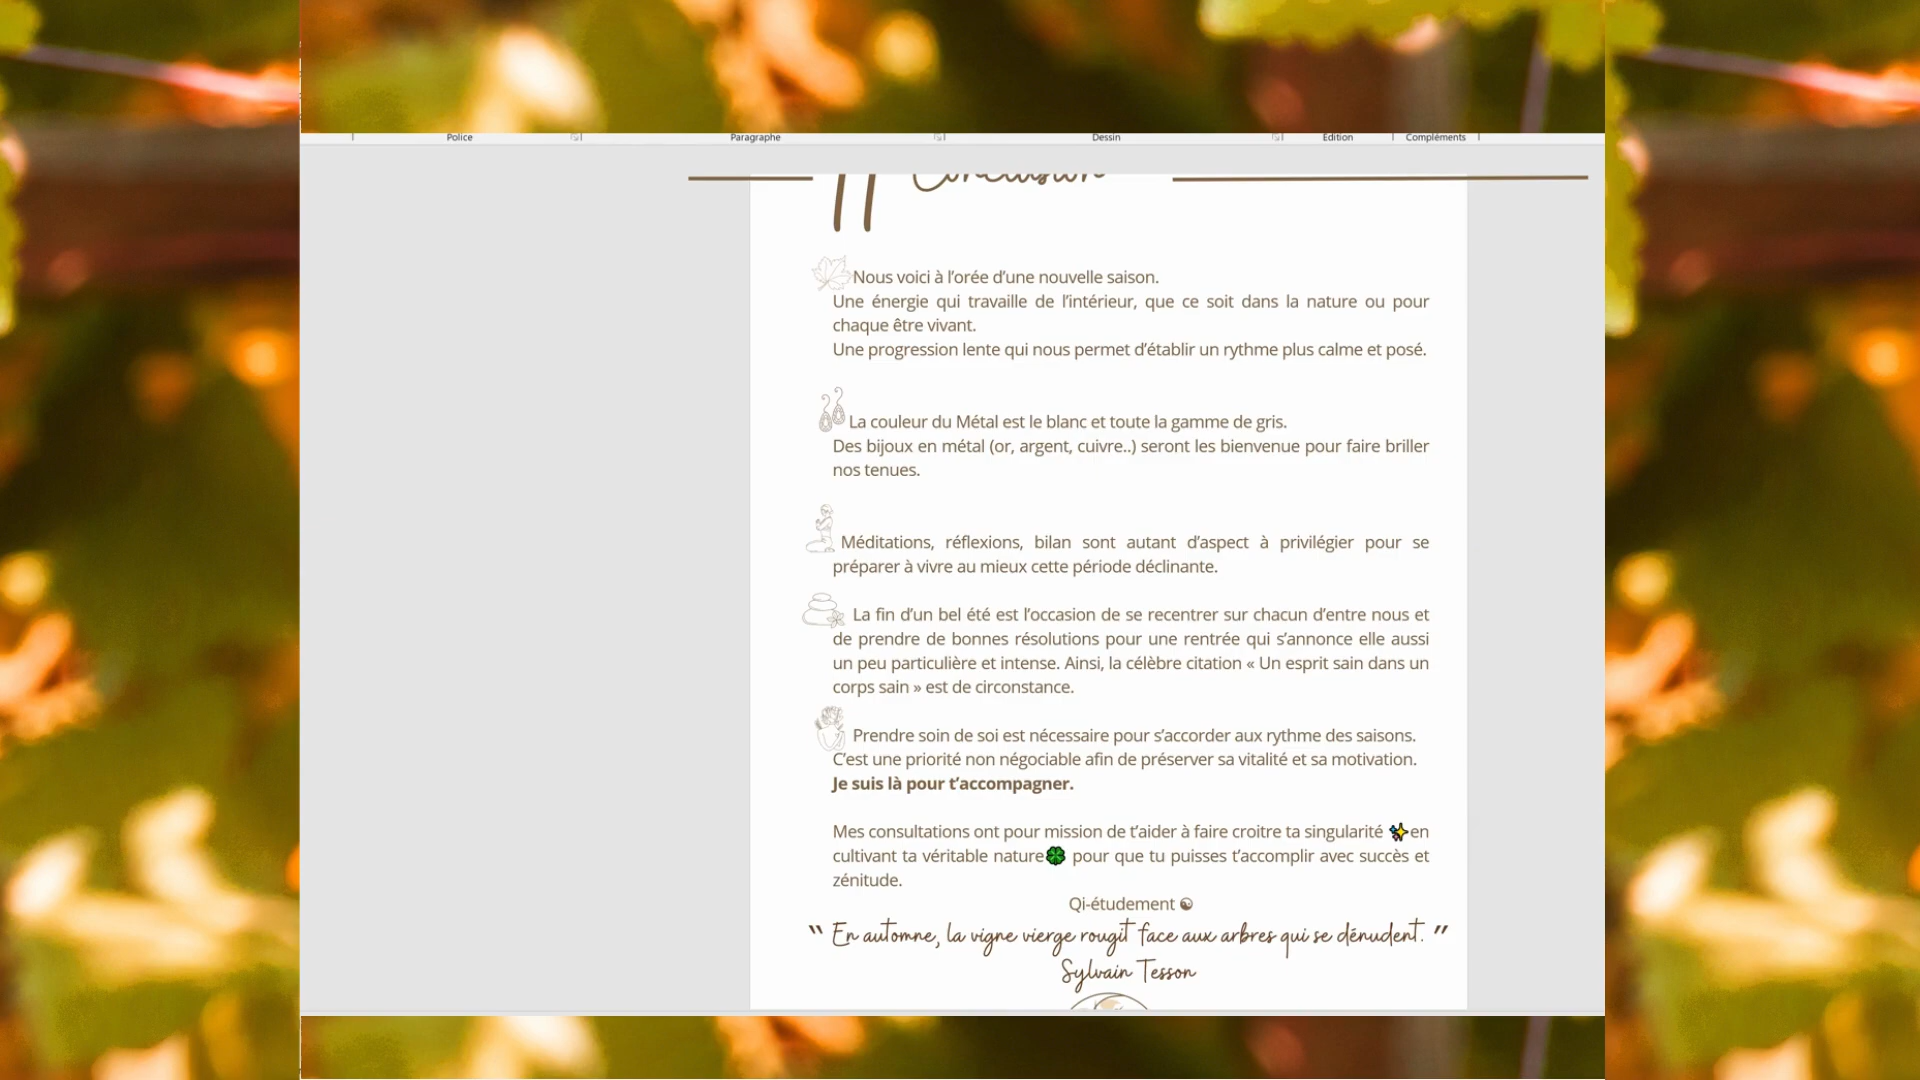 Police Paragraphe Dessin Edition Compléments
Conclusion
Nous voici à l’orée d’une nouvelle saison.
Une énergie qui travaille de l’intérieur, que ce soit dans la nature ou pour
chaque être vivant.
Une progression lente qui nous permet d’établir un rythme plus calme et posé.
La couleur du Métal est le blanc et toute la gamme de gris.
Des bijoux en métal (or, argent, cuivre..) seront les bienvenue pour faire briller
nos tenues.
Méditations, réflexions, bilan sont autant d’aspect à privilégier pour se
préparer à vivre au mieux cette période déclinante.
La fin d’un bel été est l’occasion de se recentrer sur chacun d’entre nous et
de prendre de bonnes résolutions pour une rentrée qui s’annonce elle aussi
un peu particulière et intense. Ainsi, la célèbre citation « Un esprit sain dans un
corps sain » est de circonstance.
Prendre soin de soi est nécessaire pour s’accorder aux rythme des saisons.
C’est une priorité non négociable afin de préserver sa vitalité et sa motivation.
Je suis là pour t’accompagner.
Mes consultations ont pour mission de t’aider à faire croitre ta singularité ✨en
cultivant ta véritable nature🍀 pour que tu puisses t’accomplir avec succès et
zénitude.
Qi-étudement ☯
" En automne, la vigne vierge rougit face aux arbres qui se dénudent. "
Sylvain Tesson